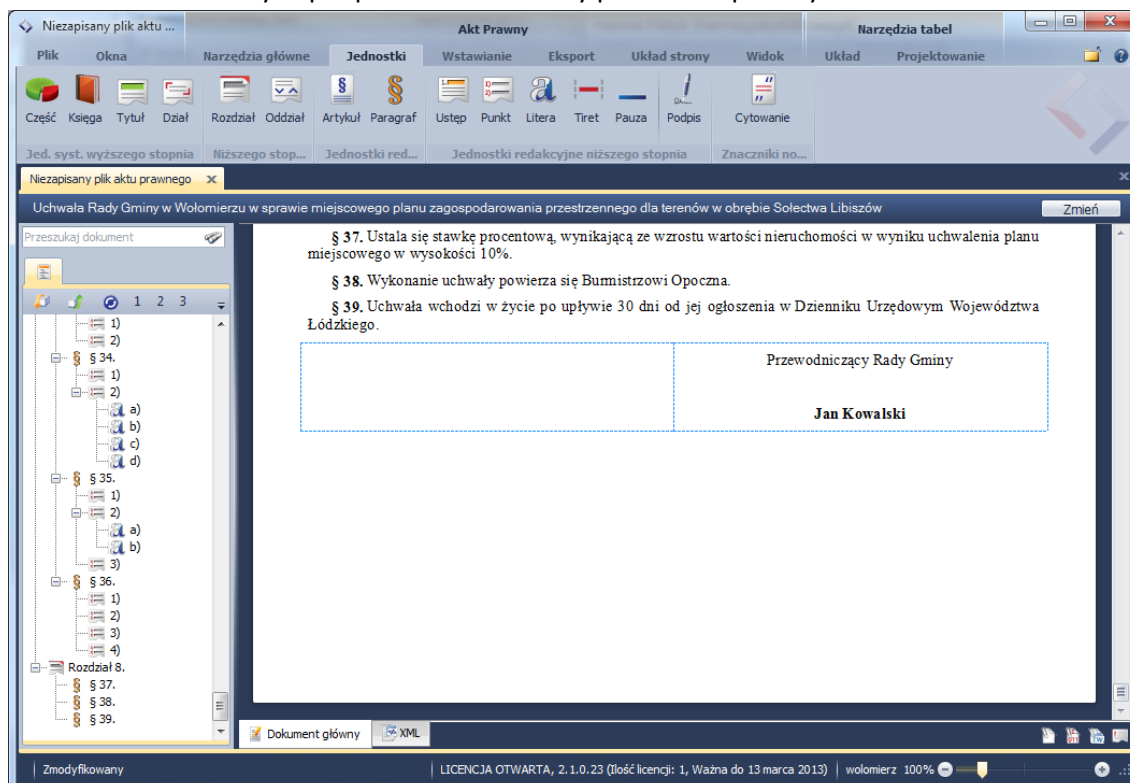 Niezapisany plik aktu ...
Akt Prawny
Narzędzia tabel
Plik Okna Narzędzia główne Jednostki Wstawianie Eksport Układ strony Widok Układ Projektowanie
Część Księga Tytuł Dział Rozdział Oddział Artykuł Paragraf Ustęp Punkt Litera Tiret Pauza Podpis Cytowanie
Jed. syst. wyższego stopnia Niższego stop... Jednostki red... Jednostki redakcyjne niższego stopnia Znaczniki no...
Niezapisany plik aktu prawnego
Uchwała Rady Gminy w Wołomierzu w sprawie miejscowego planu zagospodarowania przestrzennego dla terenów w obrębie Sołectwa Libiszów Zmień
Przeszukaj dokument
1 2 3
1)
2)
§ 34.
1)
2)
a)
b)
c)
d)
§ 35.
1)
2)
a)
b)
3)
§ 36.
1)
2)
3)
4)
Rozdział 8.
§ 37.
§ 38.
§ 39.
§ 37. Ustala się stawkę procentową, wynikającą ze wzrostu wartości nieruchomości w wyniku uchwalenia planu
miejscowego w wysokości 10%.
§ 38. Wykonanie uchwały powierza się Burmistrzowi Opoczna.
§ 39. Uchwała wchodzi w życie po upływie 30 dni od jej ogłoszenia w Dzienniku Urzędowym Województwa
Łódzkiego.
Przewodniczący Rady Gminy
Jan Kowalski
Dokument główny XML
Zmodyfikowany
LICENCJA OTWARTA, 2.1.0.23 (Ilość licencji: 1, Ważna do 13 marca 2013) wolomierz 100%